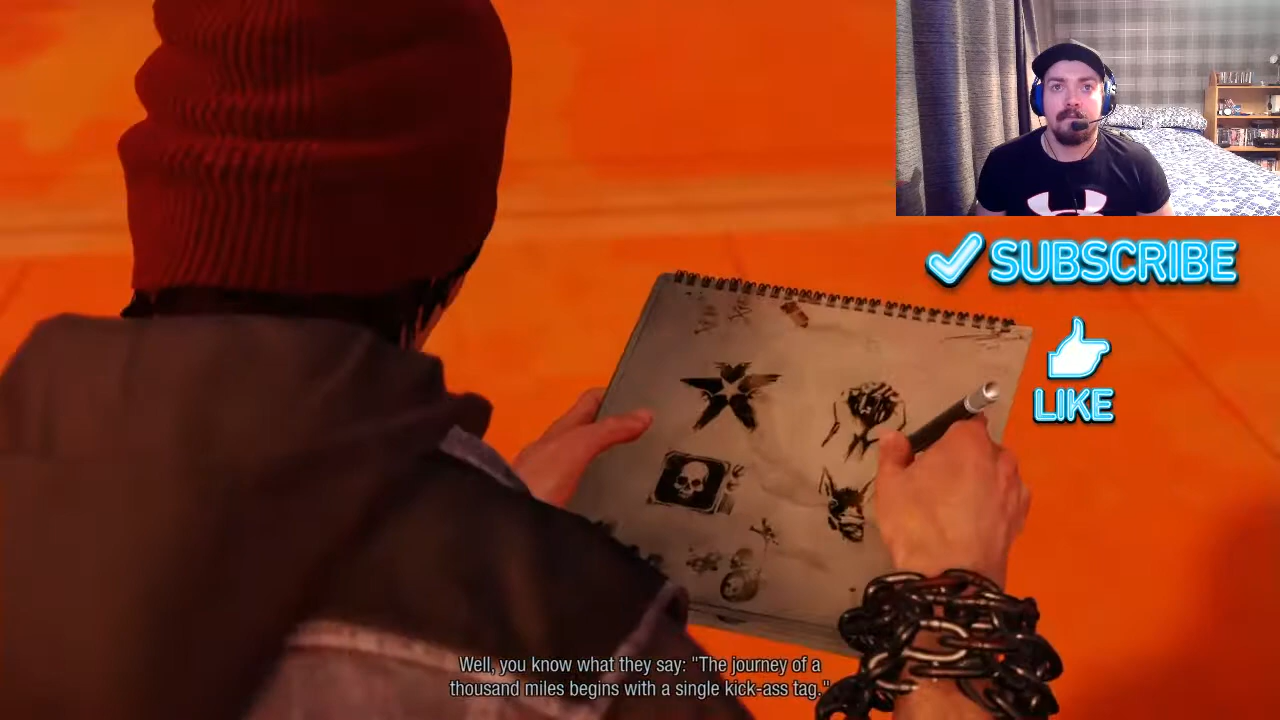 SUBSCRIBE
LIKE
Well, you know what they say: "The journey of a
thousand miles begins with a single kick-ass tag."